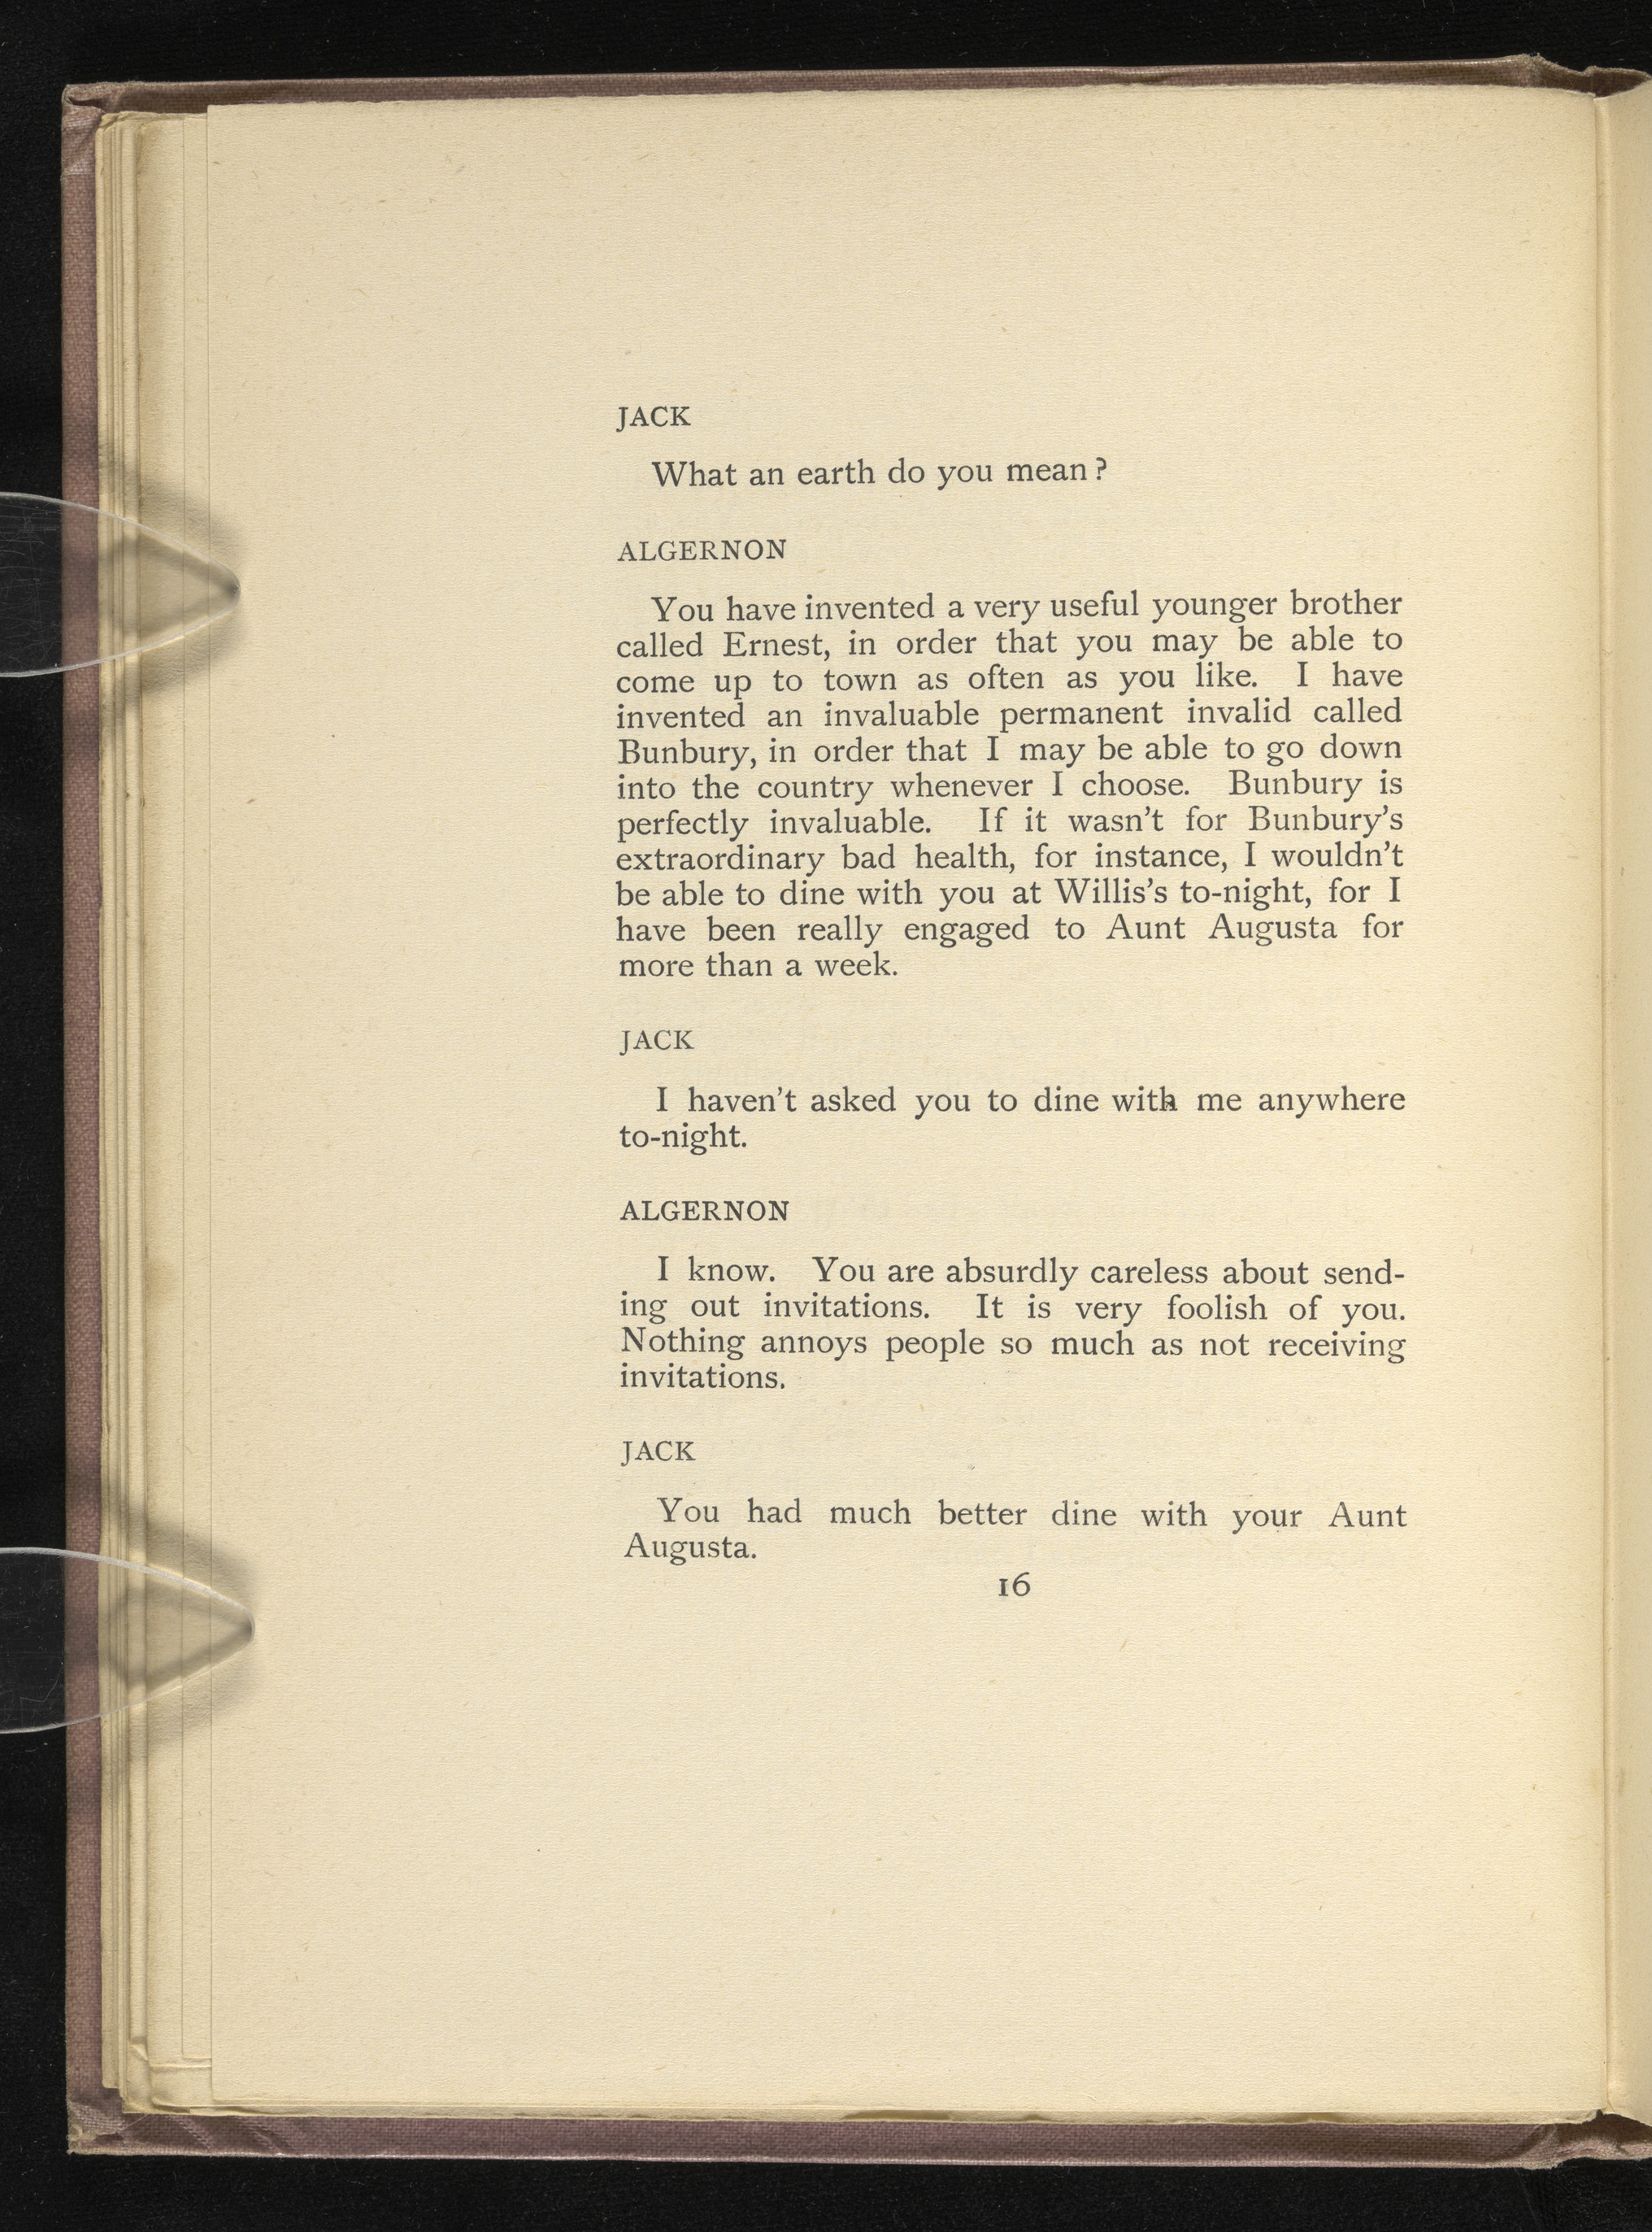 JACK
What an earth do you mean?
ALGERNON
You have invented a very useful younger brother
called Ernest, in order that you may be able to
come up to town as often as you like. I have
invented an invaluable permanent invalid called
Bunbury, in order that I may be able to go down
into the country whenever I choose. Bunbury is
perfectly invaluable. If it wasn't for Bunbury's
extraordinary bad health, for instance, I wouldn't
be able to dine with you at Willis's to-night, for I
have been really engaged to Aunt Augusta for
more than a week.
JACK
I haven't asked you to dine with me anywhere
to-night.
ALGERNON
I know. You are absurdly careless about send-
ing out invitations. It is very foolish of you.
Nothing annoys people so much as not receiving
invitations.
JACK
You had much better dine with your Aunt
Augusta.
16